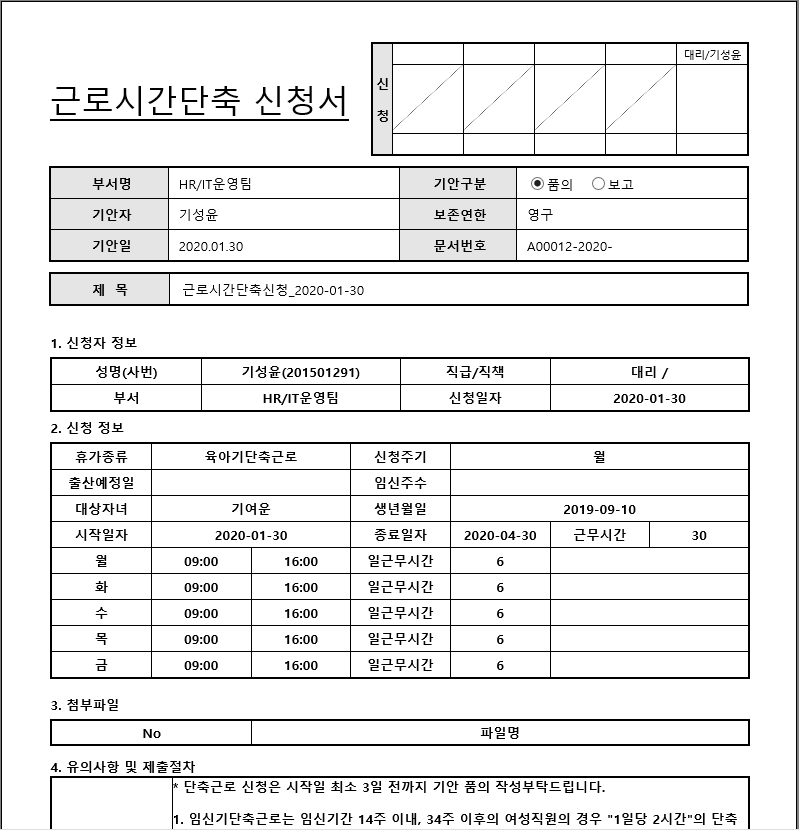 대리/기성윤
신
청
근로시간단축 신청서
부서명 HR/IT운영팀 기안구분 품의 보고
기안자 기성윤 보존연한 영구
기안일 2020.01.30 문서번호 A00012-2020-
제 목 근로시간단축신청_2020-01-30
1. 신청자 정보
성명(사번) 기성윤(201501291) 직급/직책 대리 /
부서 HR/IT운영팀 신청일자 2020-01-30
2. 신청 정보
휴가종류 육아기단축근로 신청주기 월
출산예정일 임신주수
대상자녀 기여운 생년월일 2019-09-10
시작일자 2020-01-30 종료일자 2020-04-30 근무시간 30
월 09:00 16:00 일근무시간 6
화 09:00 16:00 일근무시간 6
수 09:00 16:00 일근무시간 6
목 09:00 16:00 일근무시간 6
금 09:00 16:00 일근무시간 6
3. 첨부파일
No 파일명
4. 유의사항 및 제출절차
* 단축근로 신청은 시작일 최소 3일 전까지 기안 품의 작성부탁드립니다.
1. 임신기단축근로는 임신기간 14주 이내, 34주 이후의 여성직원의 경우 "1일당 2시간"의 단축